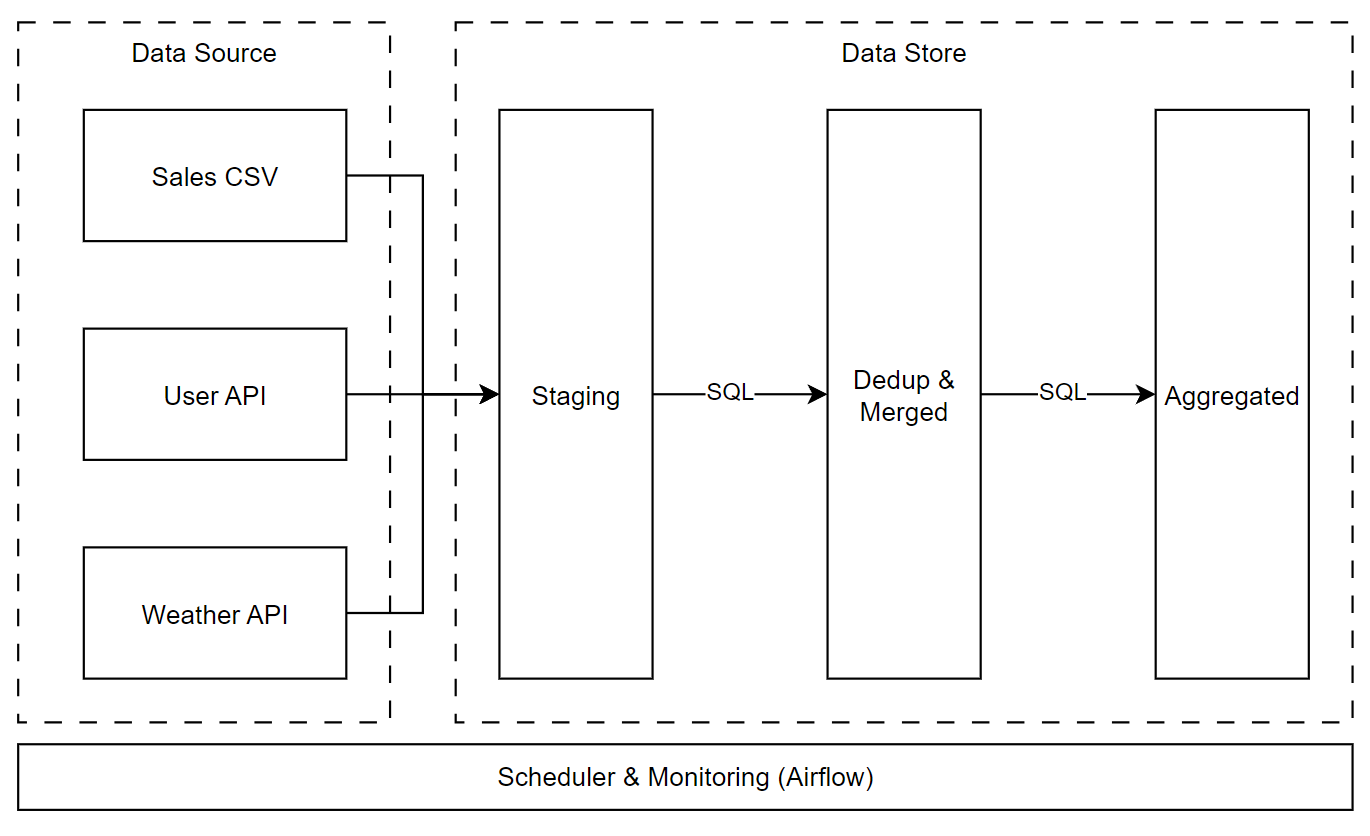 Data Source
Data Store
Sales CSV
User API
Weather API
Staging
SQL
Dedup &
Merged
SQL
Aggregated
Scheduler & Monitoring (Airflow)